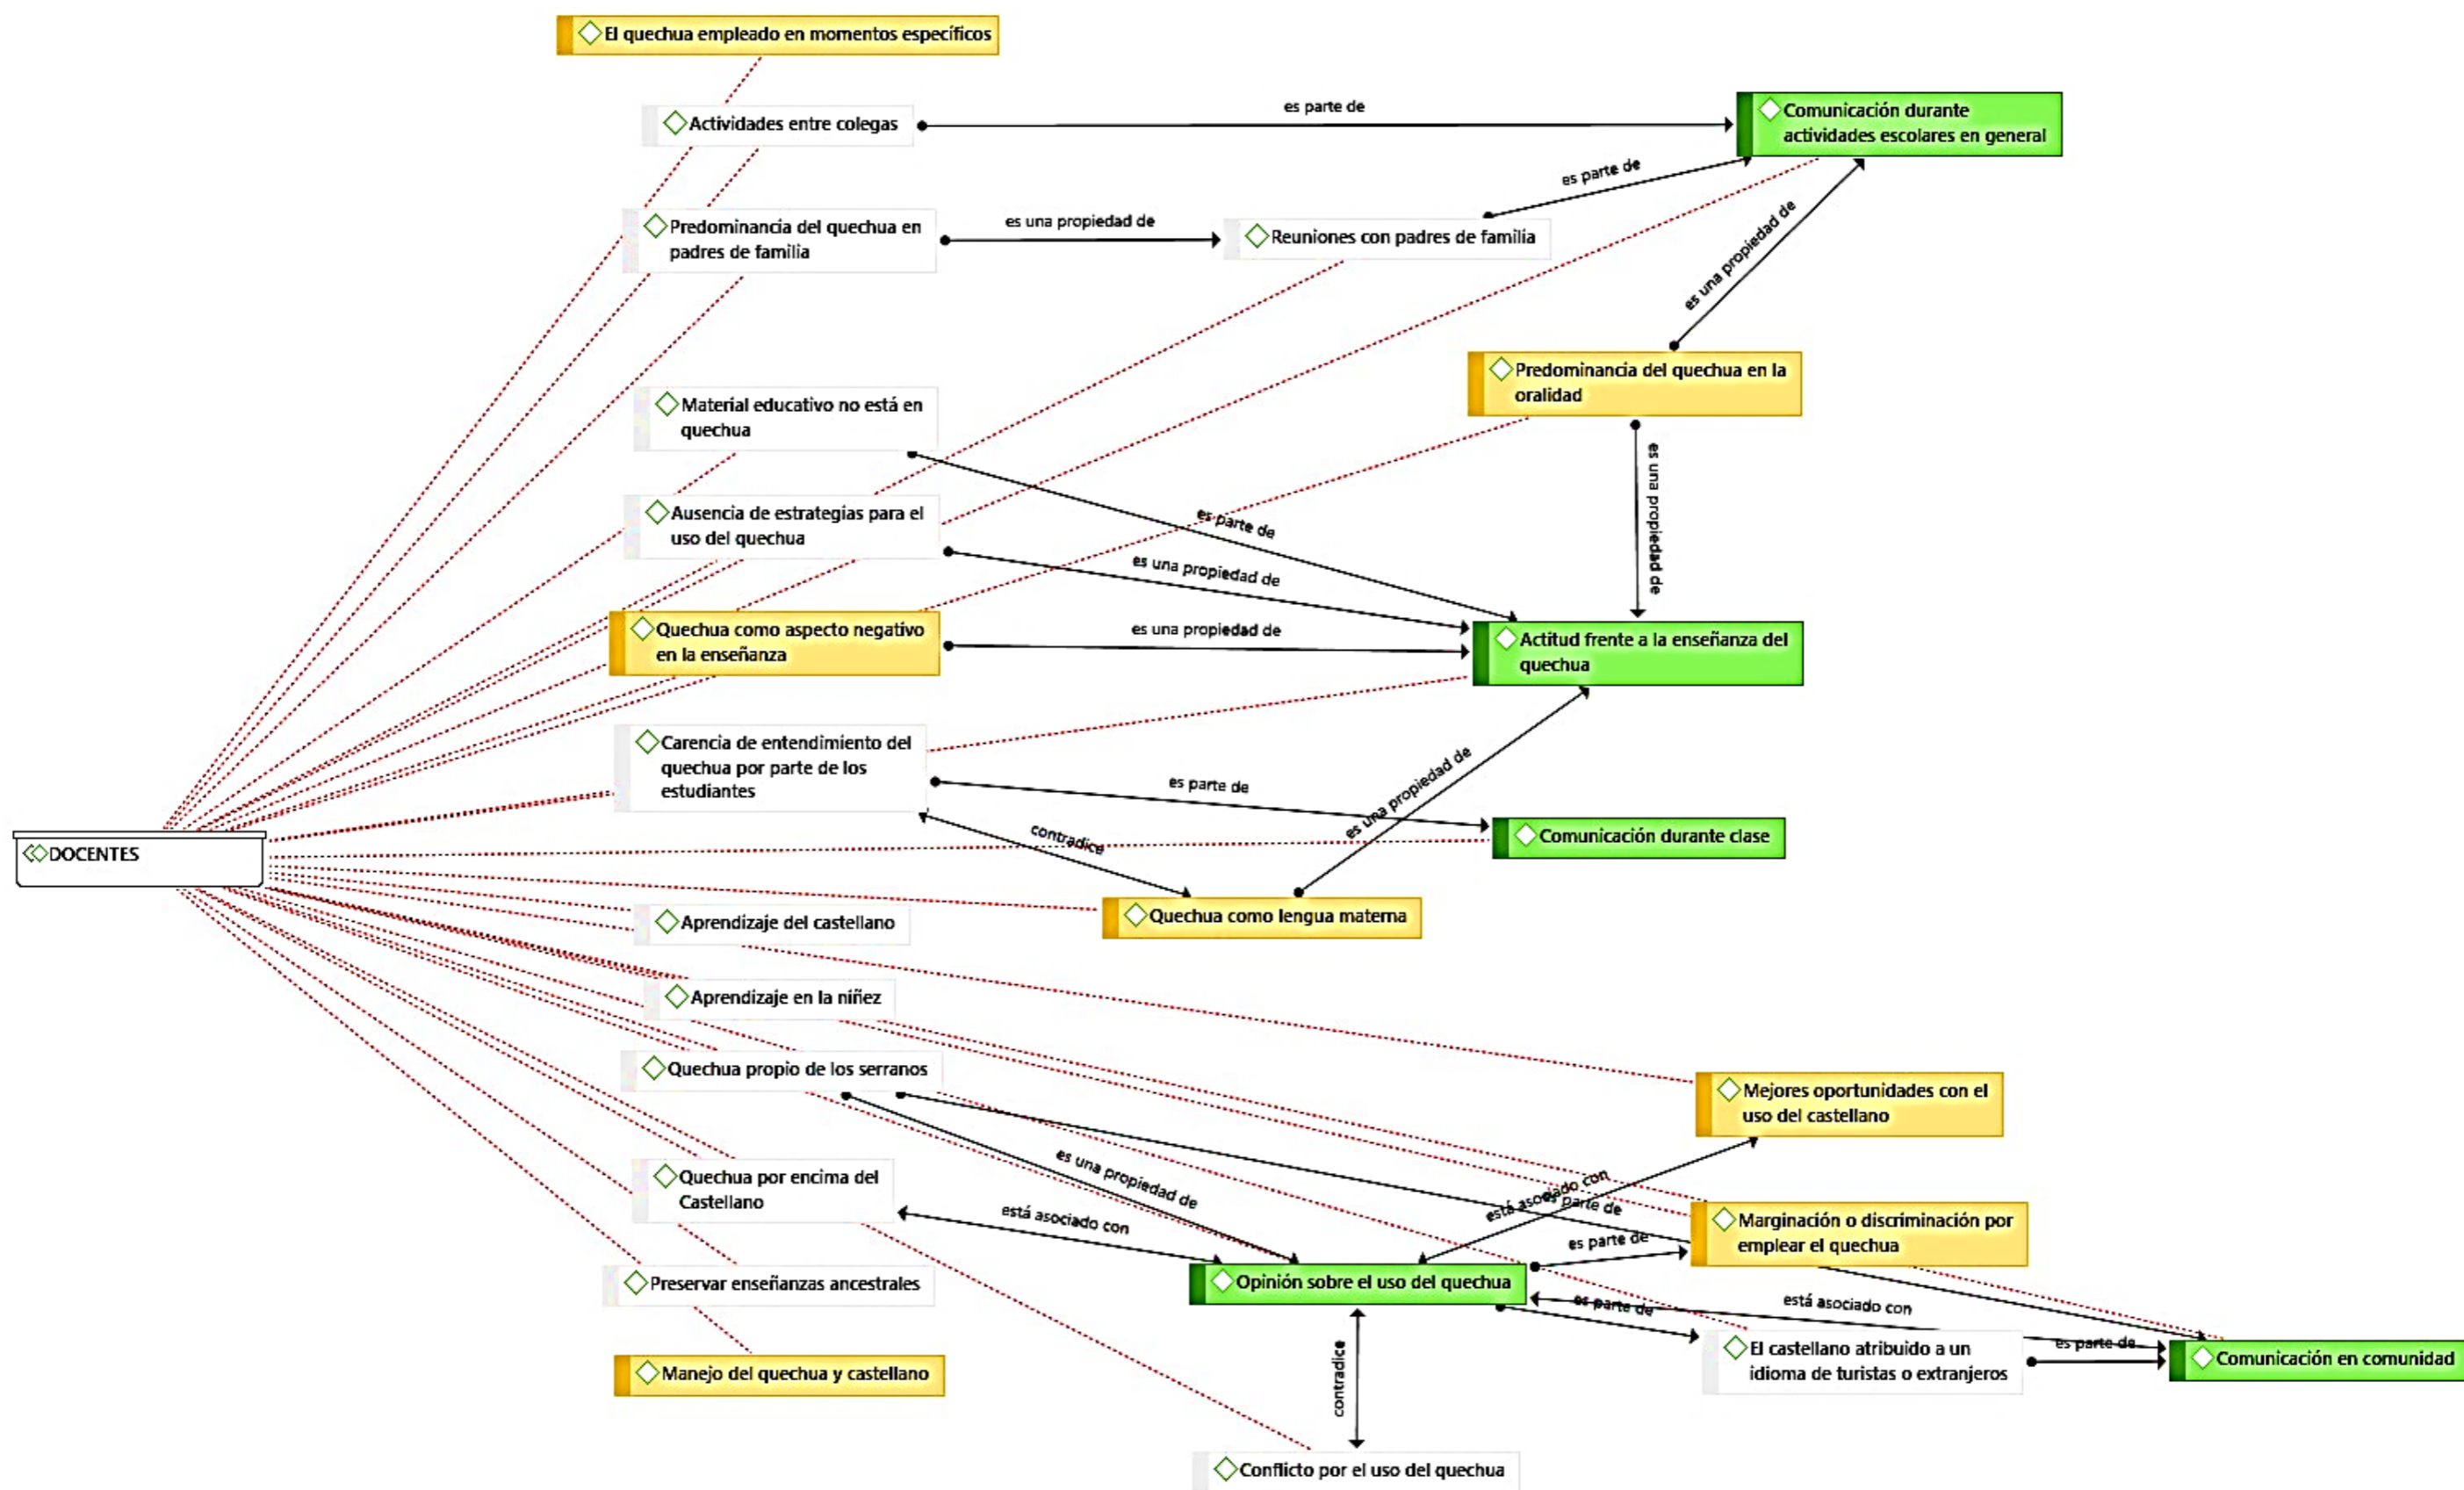 El quechua empleado en momentos específicos
Actividades entre colegas
es parte de
Comunicación durante
actividades escolares en general
es parte de
Predominancia del quechua en
padres de familia
es una propiedad de
Reuniones con padres de familia
es una propiedad de
Predominancia del quechua en la
oralidad
Material educativo no está en
quechua
es una propiedad de
Ausencia de estrategias para el
uso del quechua
es parte de
es una propiedad de
Quechua como aspecto negativo
en la enseñanza
es una propiedad de
Actitud frente a la enseñanza del
quechua
Carencia de entendimiento del
quechua por parte de los
estudiantes
es parte de
es una propiedad de
contradice
Comunicación durante clase
DOCENTES
Quechua como lengua materna
Aprendizaje del castellano
Aprendizaje en la niñez
Quechua propio de los serranos
Mejores oportunidades con el
uso del castellano
es una propiedad de
está asociado con
es parte de
Quechua por encima del
Castellano
está asociado con
Marginación o discriminación por
emplear el quechua
es parte de
Opinión sobre el uso del quechua
Preservar enseñanzas ancestrales
es parte de
está asociado con
El castellano atribuido a un
idioma de turistas o extranjeros
es parte de
Comunicación en comunidad
Manejo del quechua y castellano
contradice
Conflicto por el uso del quechua